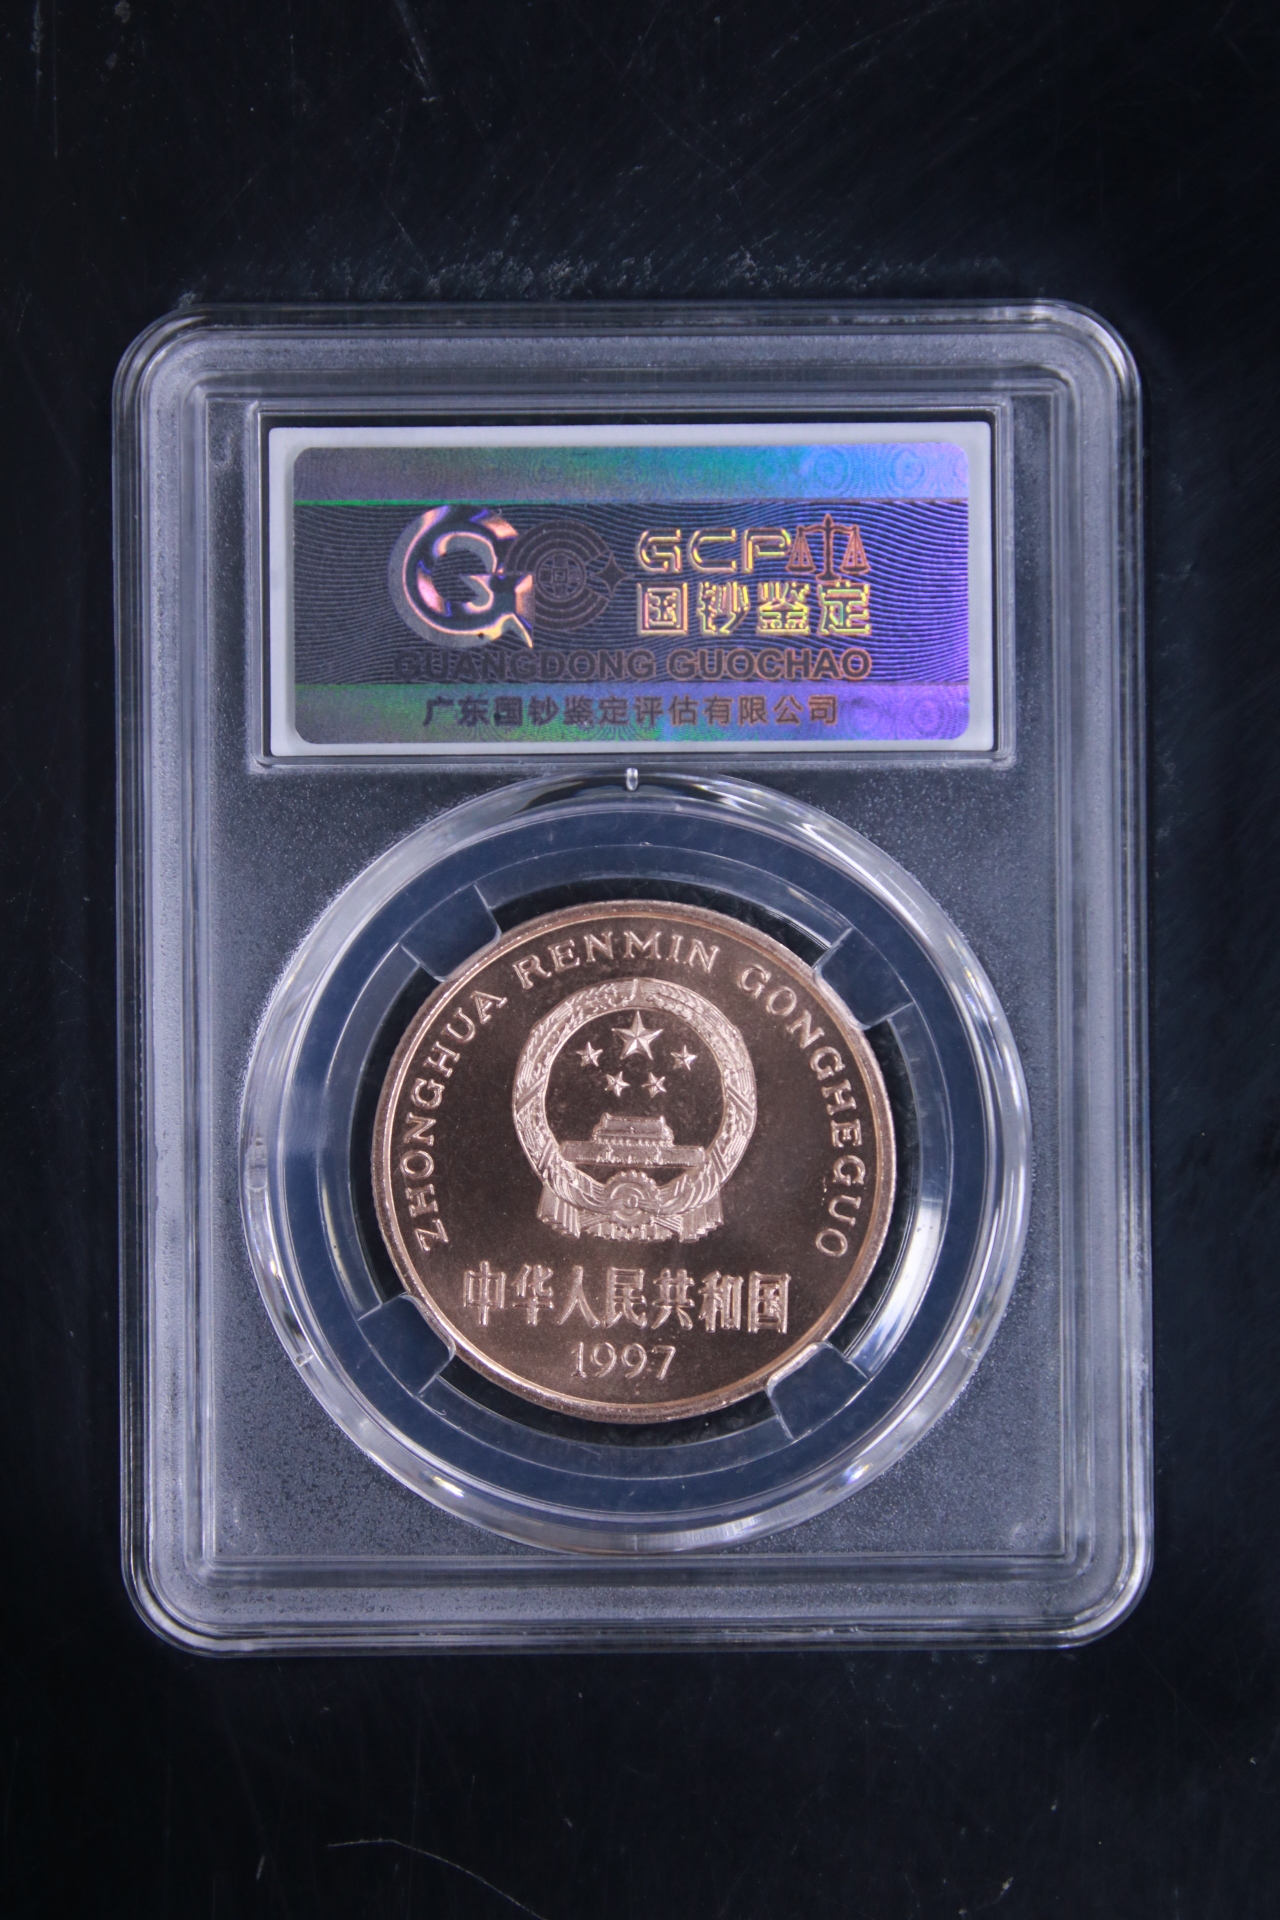 GCP
国钞鉴定
GUANGDONG GUOCHAO
广东国钞鉴定评估有限公司
ZHONGHUA RENMIN GONGHEGUO
中华人民共和国
1997